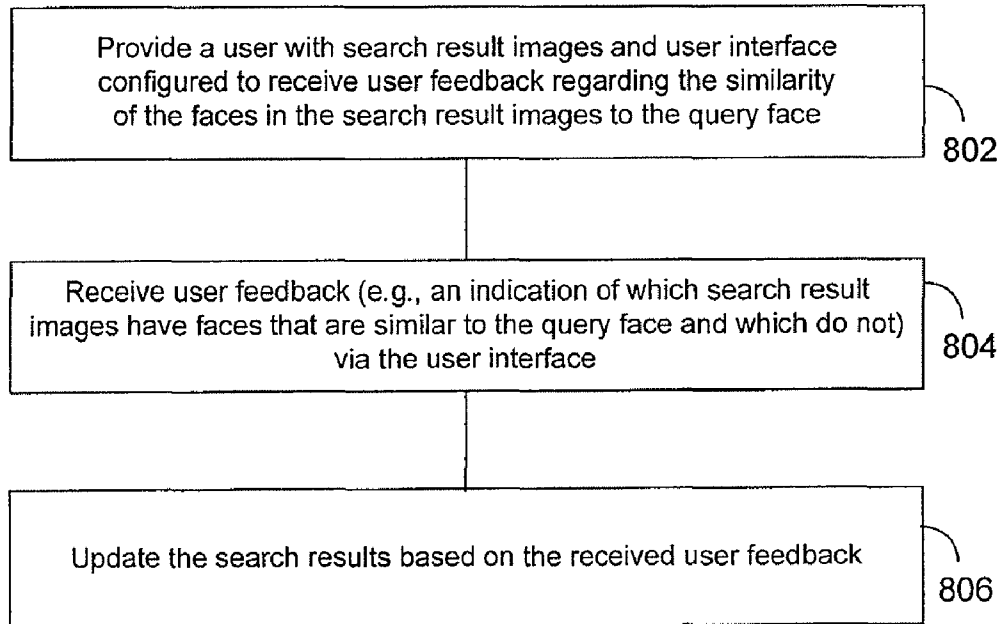 Provide a user with search result images and user interface
configured to receive user feedback regarding the similarity
of the faces in the search result images to the query face
802
Receive user feedback (e.g., an indication of which search result
images have faces that are similar to the query face and which do not)
via the user interface
804
Update the search results based on the received user feedback
806